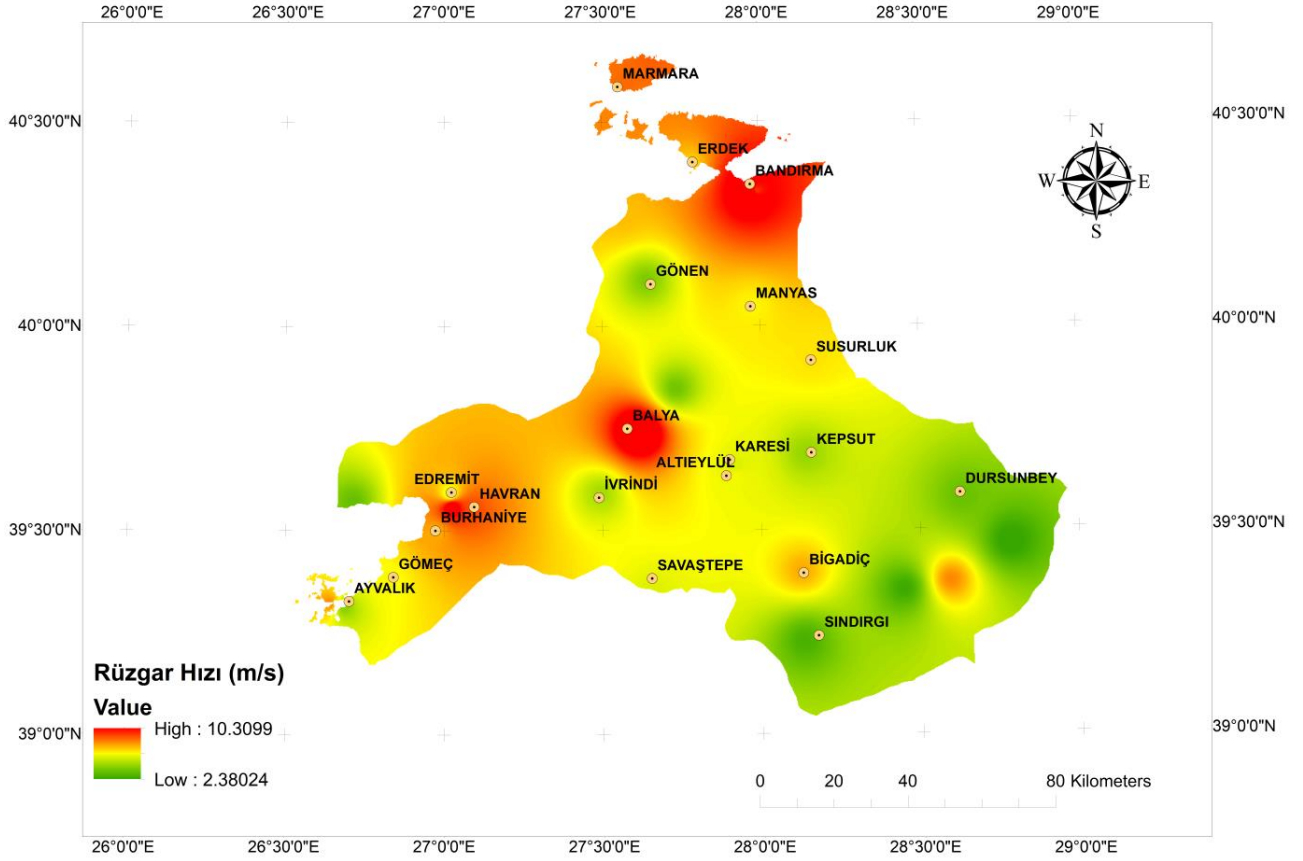 26°0'0"E 26°30'0"E 27°0'0"E 27°30'0"E 28°0'0"E 28°30'0"E 29°0'0"E
MARMARA
40°30'0"N 40°30'0"N
ERDEK
N
BANDIRMA
W E
S
GÖNEN
MANYAS
40°0'0"N 40°0'0"N
SUSURLUK
BALYA
KARESİ
KEPSUT
ALTIEYLÜL
EDREMİT
İVRİNDİ
DURSUNBEY
HAVRAN
BURHANİYE
39°30'0"N 39°30'0"N
GÖMEÇ
SAVAŞTEPE
BİGADİÇ
AYVALIK
SINDIRGI
Rüzgar Hızı (m/s)
Value
High : 10.3099
Low : 2.38024
39°0'0"N 39°0'0"N
0 20 40 80 Kilometers
26°0'0"E 26°30'0"E 27°0'0"E 27°30'0"E 28°0'0"E 28°30'0"E 29°0'0"E